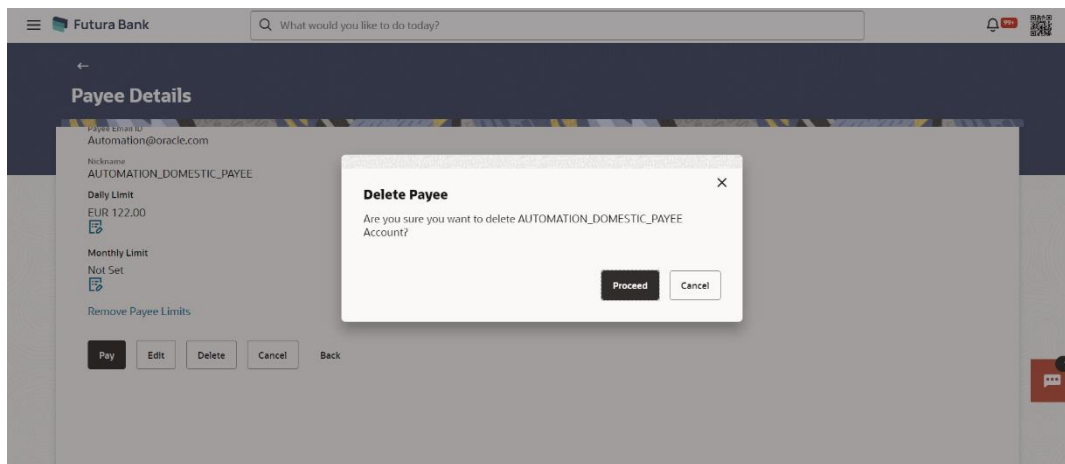 Futura Bank
What would you like to do today?
99+
Payee Details
Payee Email ID
Automation@oracle.com
Nickname
AUTOMATION_DOMESTIC_PAYEE
Daily Limit
EUR 122.00
Monthly Limit
Not Set
Remove Payee Limits
Pay Edit Delete Cancel Back
Delete Payee
Are you sure you want to delete AUTOMATION_DOMESTIC_PAYEE
Account?
Proceed Cancel